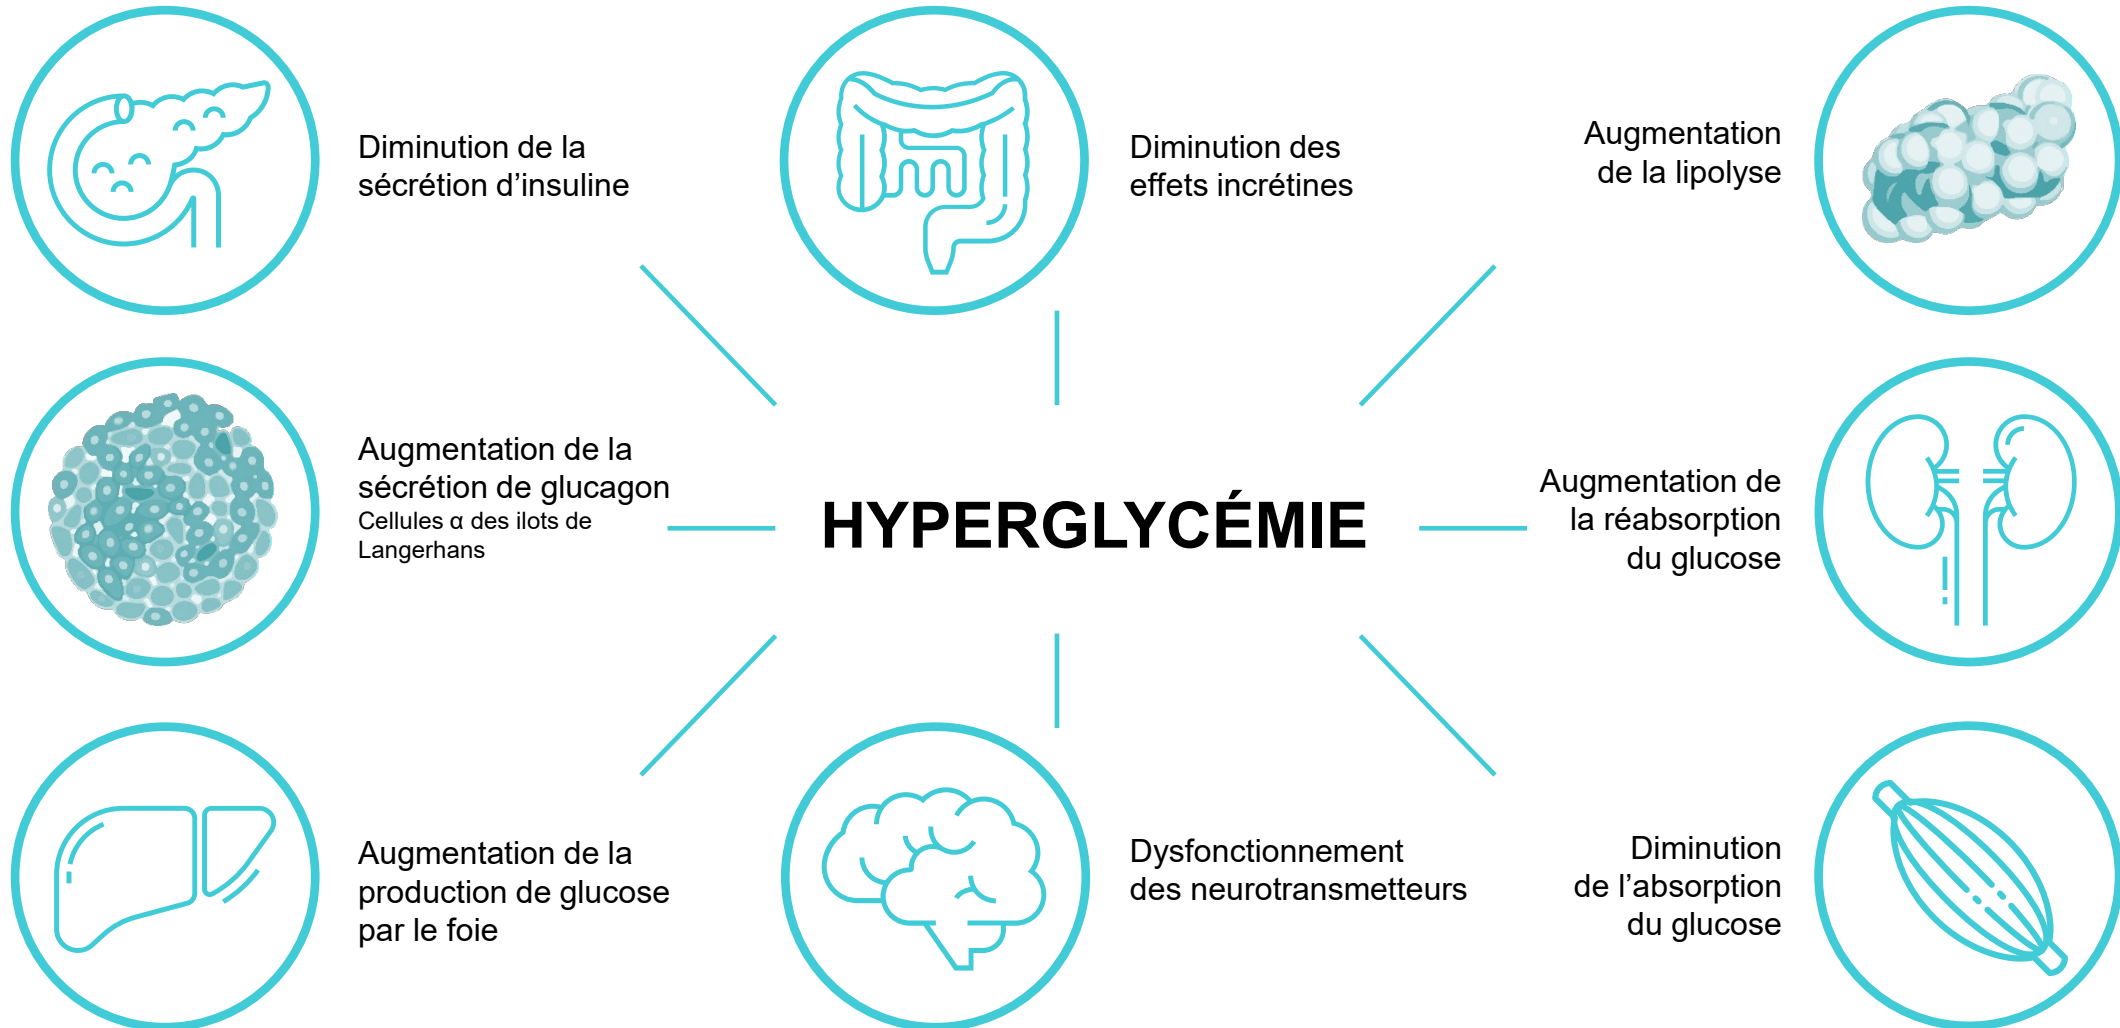 Diminution de la
sécrétion d’insuline
Diminution des
effets incrétines
Augmentation
de la lipolyse
Augmentation de la
sécrétion de glucagon
Cellules α des ilots de
Langerhans
HYPERGLYCÉMIE
Augmentation de
la réabsorption
du glucose
Augmentation de la
production de glucose
par le foie
Dysfonctionnement
des neurotransmetteurs
Diminution
de l’absorption
du glucose